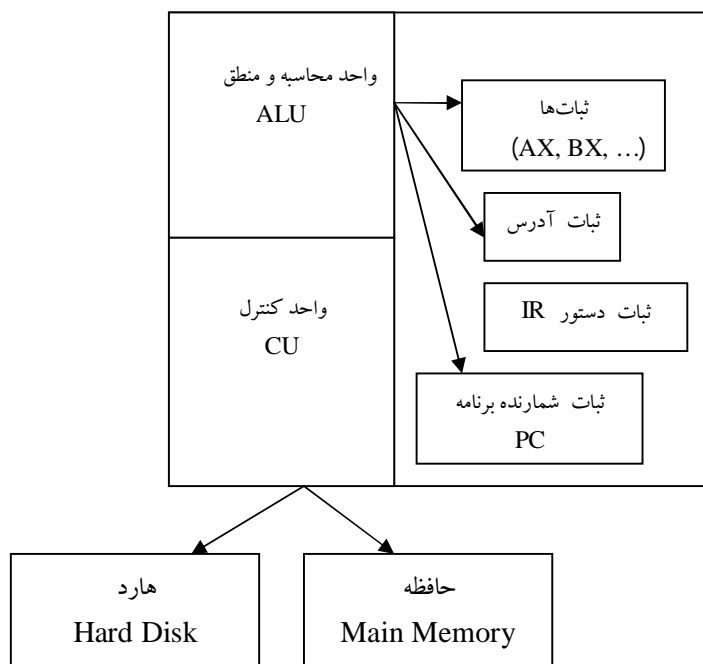 واحد محاسبه و منطق
ALU
ثبات‌ها
(AX, BX, …)
ثبات آدرس
ثبات دستور IR
واحد کنترل
CU
ثبات شمارنده برنامه
PC
هارد
Hard Disk
حافظه
Main Memory